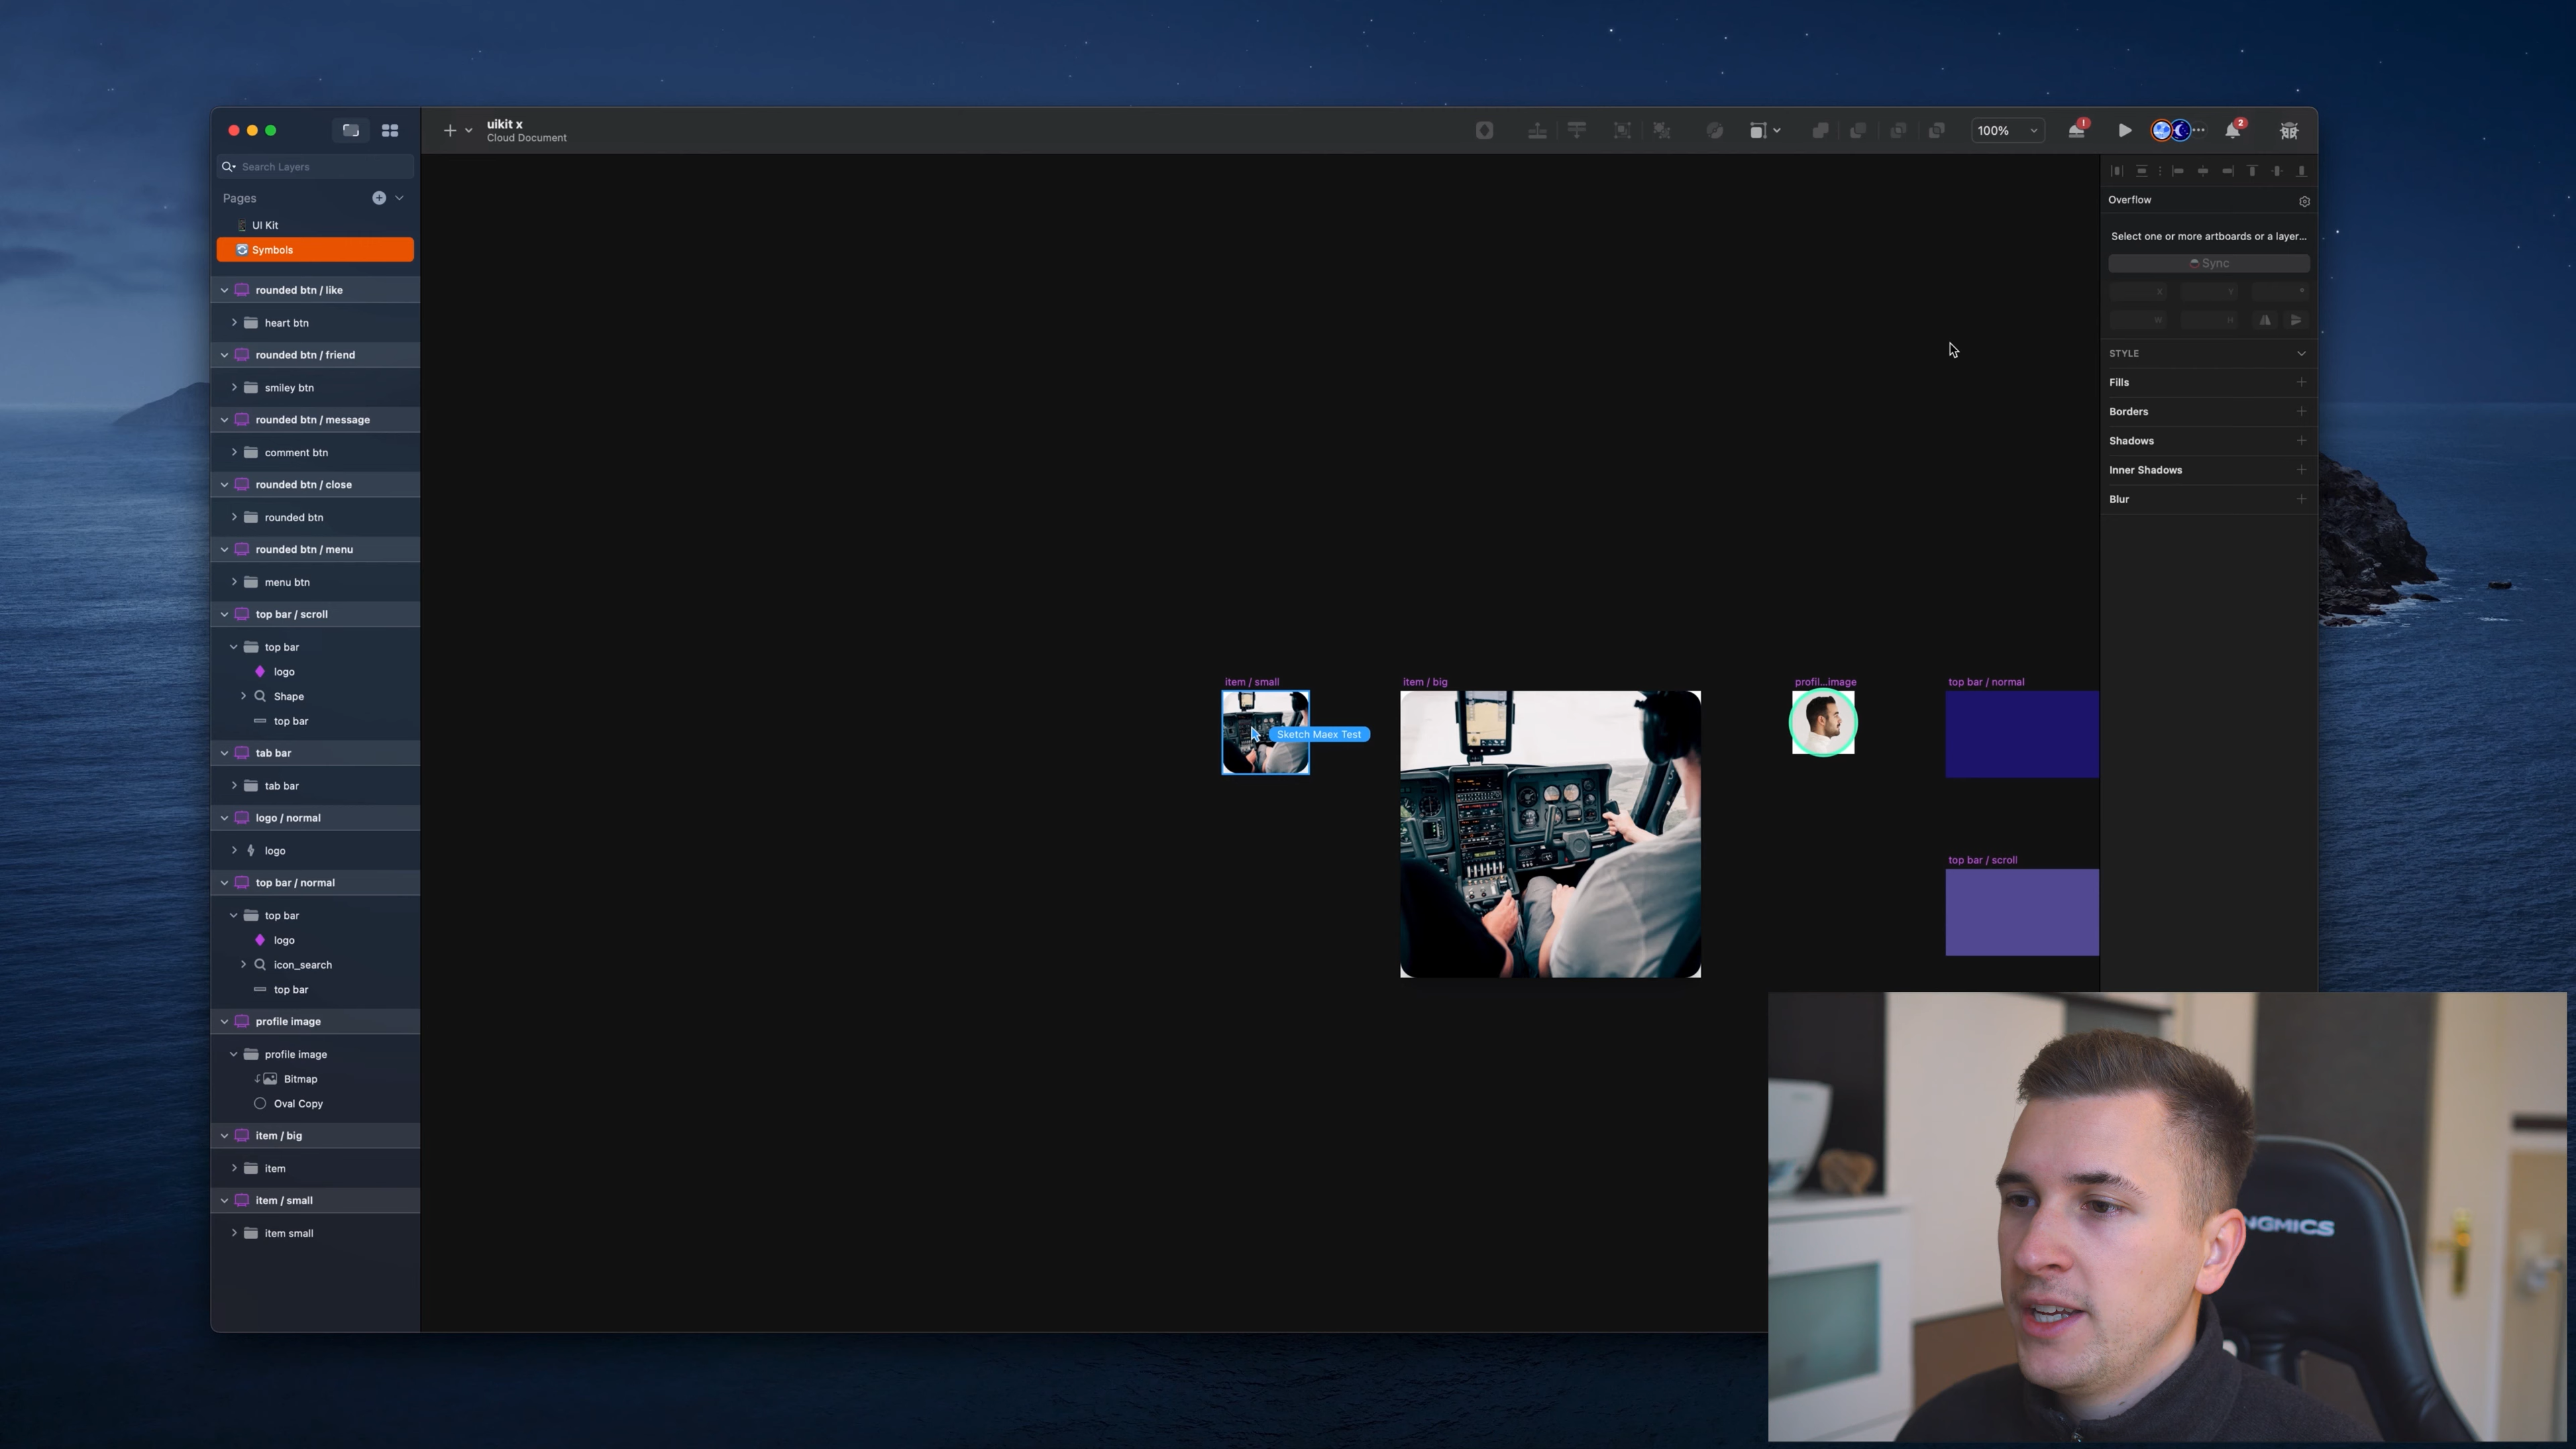 uikit x
Cloud Document
100%
!
2
Search Layers
Pages
UI Kit
Symbols
rounded btn / like
heart btn
rounded btn / friend
smiley btn
rounded btn / message
comment btn
rounded btn / close
rounded btn
rounded btn / menu
menu btn
top bar / scroll
top bar
logo
Shape
top bar
tab bar
tab bar
logo / normal
logo
top bar / normal
top bar
logo
icon_search
top bar
profile image
profile image
Bitmap
Oval Copy
item / big
item
item / small
item small
item / small
Sketch Maex Test
item / big
profil...image
top bar / normal
top bar / scroll
Overflow
Select one or more artboards or a layer...
Sync
X
Y
W
H
STYLE
Fills
Borders
Shadows
Inner Shadows
Blur
NGMICS